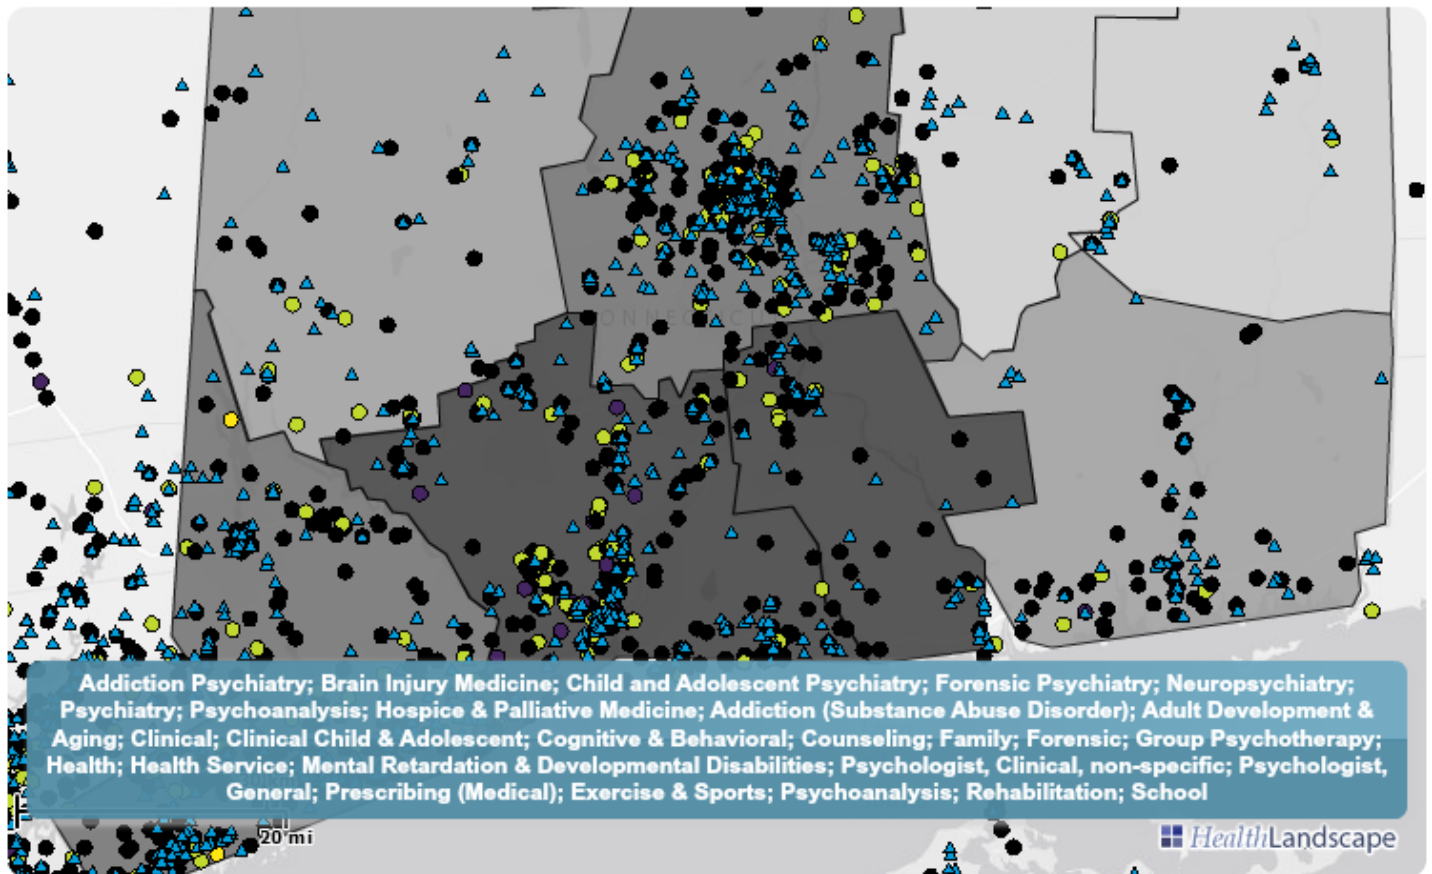 CONNECTICUT
Addiction Psychiatry; Brain Injury Medicine; Child and Adolescent Psychiatry; Forensic Psychiatry; Neuropsychiatry;
Psychiatry; Psychoanalysis; Hospice & Palliative Medicine; Addiction (Substance Abuse Disorder); Adult Development &
Aging; Clinical; Clinical Child & Adolescent; Cognitive & Behavioral; Counseling; Family; Forensic; Group Psychotherapy;
Health; Health Service; Mental Retardation & Developmental Disabilities; Psychologist, Clinical, non-specific; Psychologist,
General; Prescribing (Medical); Exercise & Sports; Psychoanalysis; Rehabilitation; School
20 mi
HealthLandscape